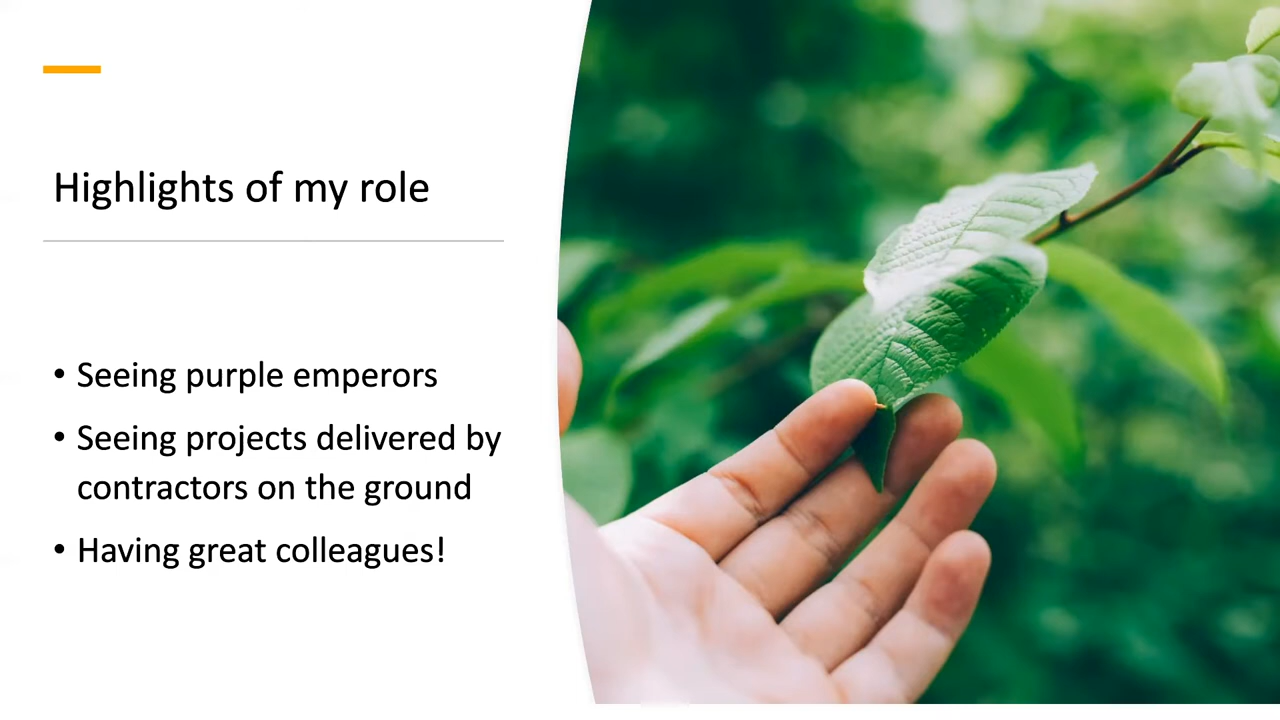 Highlights of my role
• Seeing purple emperors
• Seeing projects delivered by
contractors on the ground
• Having great colleagues!